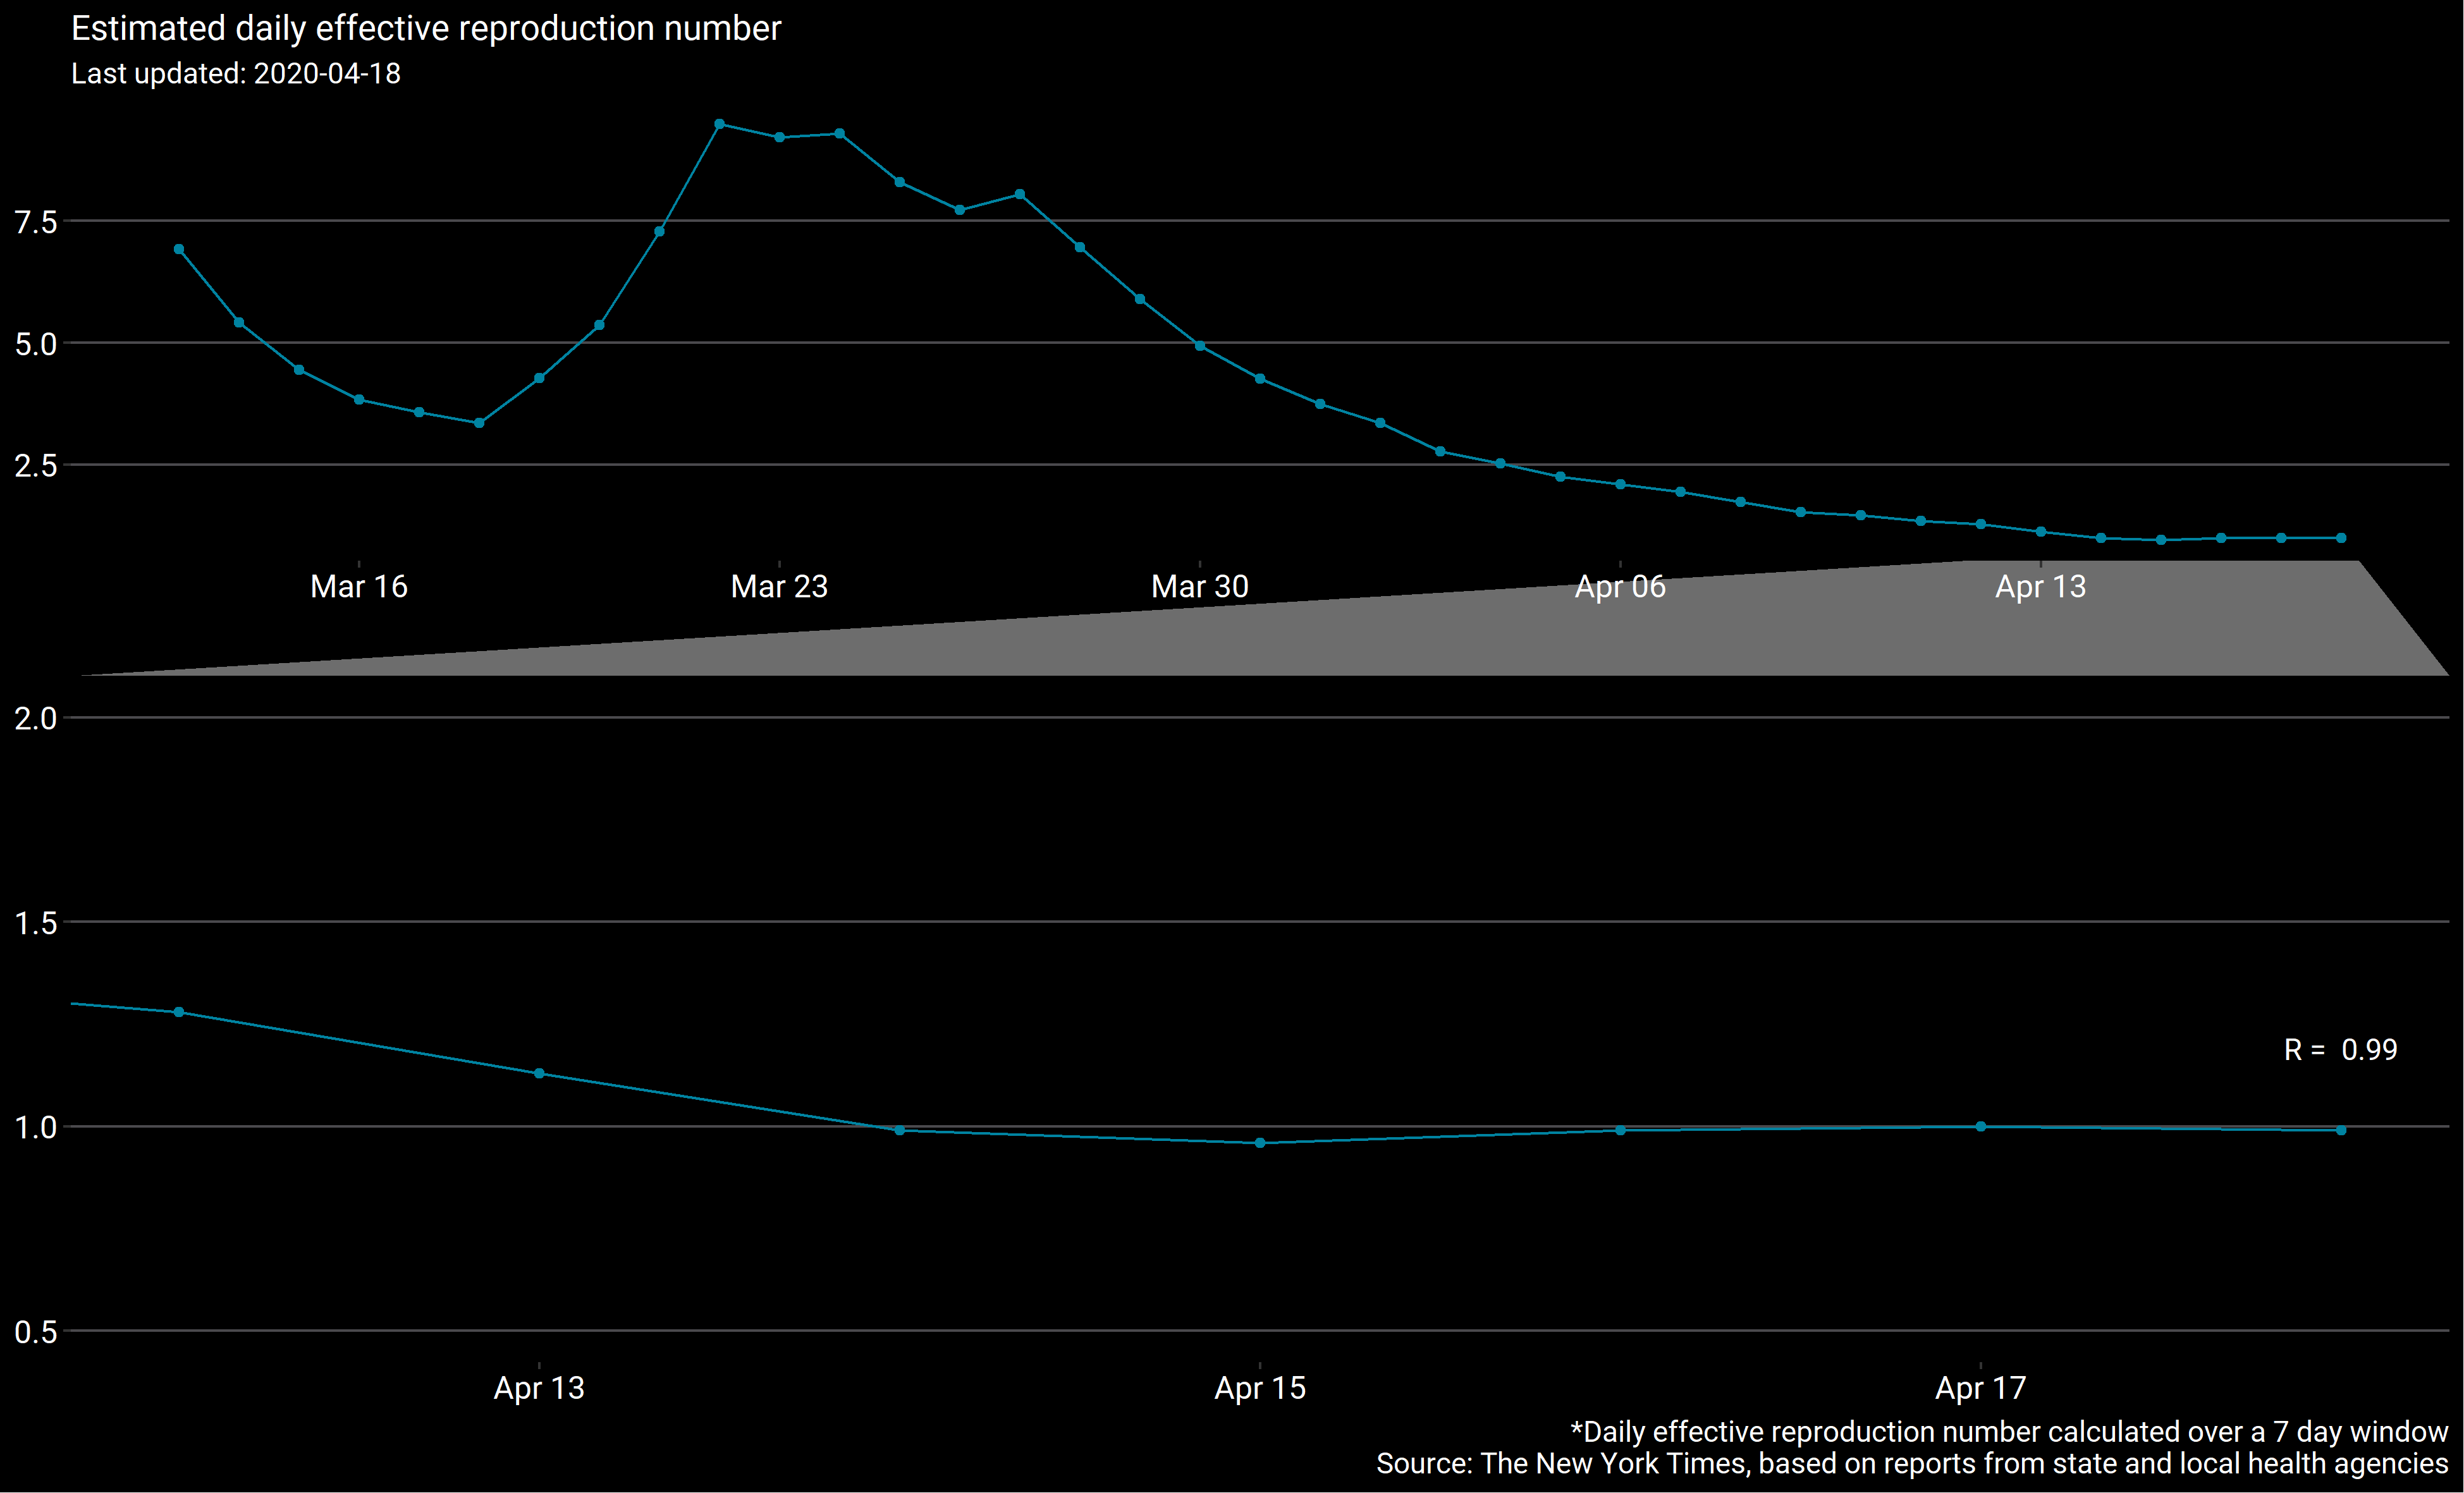 Estimated daily effective reproduction number
Last updated: 2020-04-18
7.5
5.0
2.5
Mar 16 Mar 23 Mar 30 Apr 06 Apr 13
2.0
1.5
R =  0.99
1.0
0.5
Apr 13 Apr 15 Apr 17
*Daily effective reproduction number calculated over a 7 day window
Source: The New York Times, based on reports from state and local health agencies